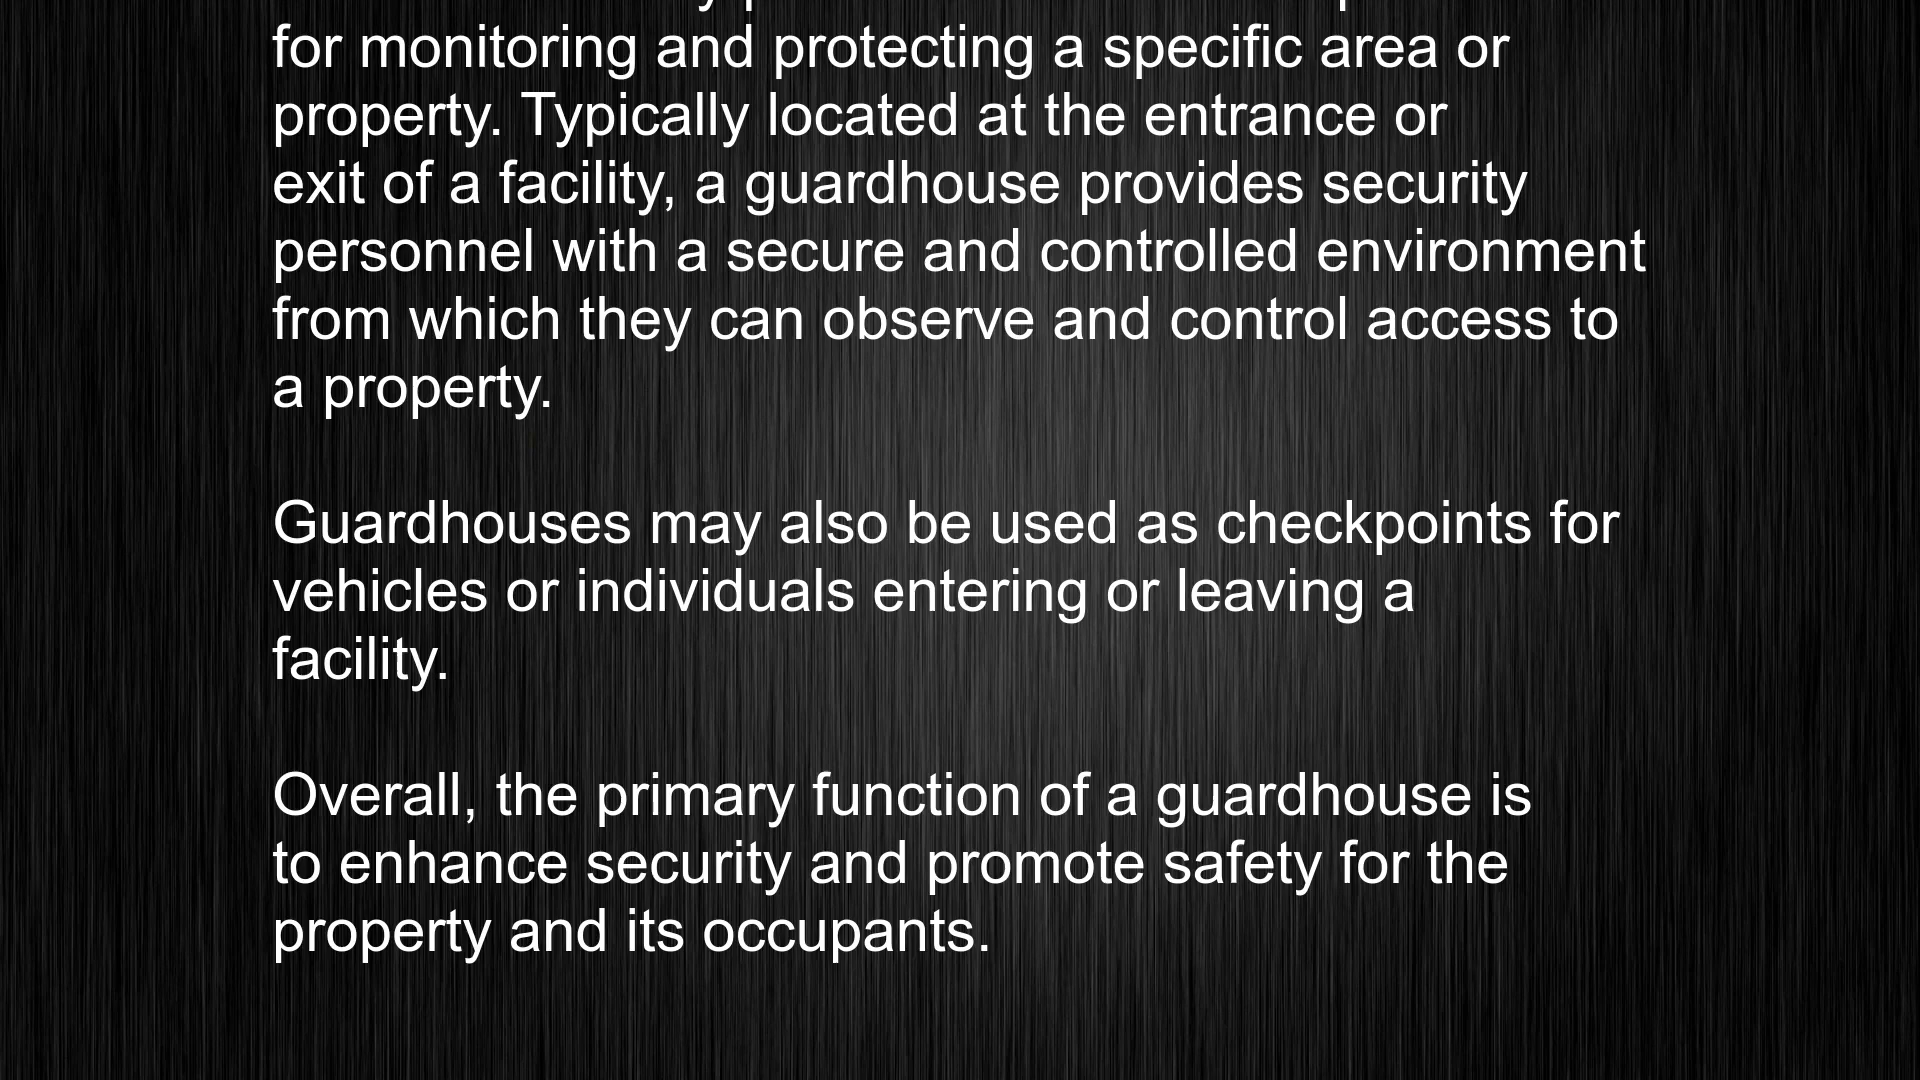 for monitoring and protecting a specific area or
property. Typically located at the entrance or
exit of a facility, a guardhouse provides security
personnel with a secure and controlled environment
from which they can observe and control access to
a property.
Guardhouses may also be used as checkpoints for
vehicles or individuals entering or leaving a
facility.
Overall, the primary function of a guardhouse is
to enhance security and promote safety for the
property and its occupants.